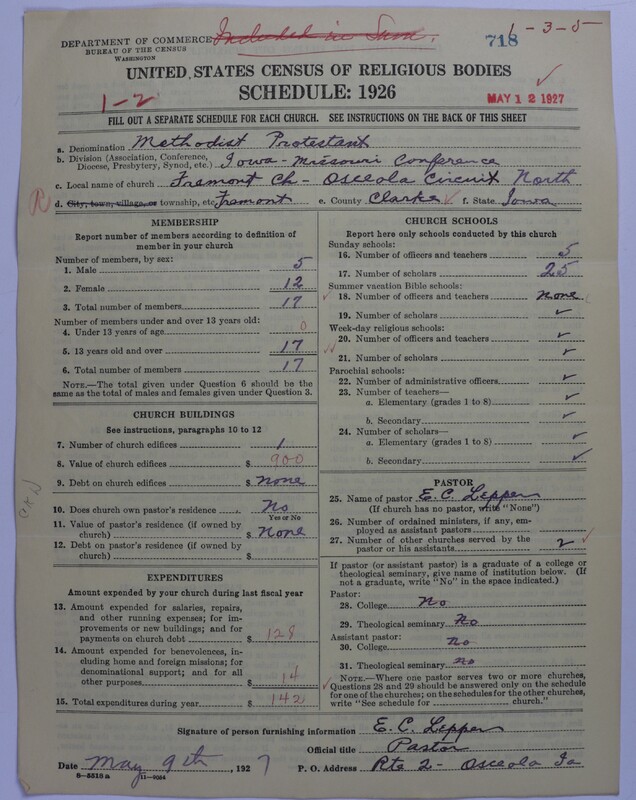 DEPARTMENT OF COMMERCE Included in Sum.
1-3-5
BUREAU OF THE CENSUS
718
WASHINGTON
UNITED STATES CENSUS OF RELIGIOUS BODIES
SCHEDULE: 1926
1-2
MAY 12 1927
FILL OUT A SEPARATE SCHEDULE FOR EACH CHURCH. SEE INSTRUCTIONS ON THE BACK OF THIS SHEET
a. Denomination Methodist Protestant
b. Division (Association, Conference, Diocese, Presbytery, Synod, etc.) Iowa-Missouri Conference
c. Local name of church Fremont Ch - Osceola Circuit North
R d. City, town, village, or township, etc. Fremont e. County Clarke ✓ f. State Iowa
MEMBERSHIP
Report number of members according to definition of
member in your church
Number of members, by sex:
1. Male 5
2. Female 12
3. Total number of members 17
Number of members under and over 13 years old:
4. Under 13 years of age 0
5. 13 years old and over 17
6. Total number of members 17
NOTE.—The total given under Question 6 should be the
same as the total of males and females given under Question 3.
CHURCH BUILDINGS
See instructions, paragraphs 10 to 12
7. Number of church edifices 1
8. Value of church edifices $ 900
9. Debt on church edifices $ none
10. Does church own pastor's residence No
Yes or No
11. Value of pastor's residence (if owned by
church) $ None
12. Debt on pastor's residence (if owned by
church) $
EXPENDITURES
Amount expended by your church during last fiscal year
13. Amount expended for salaries, repairs,
and other running expenses; for im-
provements or new buildings; and for
payments on church debt $ 128
14. Amount expended for benevolences, in-
cluding home and foreign missions; for
denominational support; and for all
other purposes $ 14
15. Total expenditures during year $ 142
CHURCH SCHOOLS
Report here only schools conducted by this church
Sunday schools:
16. Number of officers and teachers 5
17. Number of scholars 25
Summer vacation Bible schools:
18. Number of officers and teachers none
19. Number of scholars ✓
Week-day religious schools:
20. Number of officers and teachers ✓
21. Number of scholars ✓
Parochial schools:
22. Number of administrative officers ✓
23. Number of teachers—
a. Elementary (grades 1 to 8) ✓
b. Secondary ✓
24. Number of scholars—
a. Elementary (grades 1 to 8) ✓
b. Secondary ✓
PASTOR
25. Name of pastor E. C. Lepper
(If church has no pastor, write "None")
26. Number of ordained ministers, if any, em-
ployed as assistant pastors
27. Number of other churches served by the
pastor or his assistants 2 ✓
If pastor (or assistant pastor) is a graduate of a college or
theological seminary, give name of institution below. (If
not a graduate, write "No" in the space indicated.)
Pastor:
28. College No
29. Theological seminary No
Assistant pastor:
30. College No
31. Theological seminary No
NOTE.—Where one pastor serves two or more churches,
Questions 28 and 29 should be answered only on the schedule
for one of the churches; on the schedules for the other churches,
write "See schedule for church."
Signature of person furnishing information E. C. Lepper
Official title Pastor
Date May 9th, 1927 P. O. Address Rte 2 - Osceola Ia
8—5318 a 11—9084